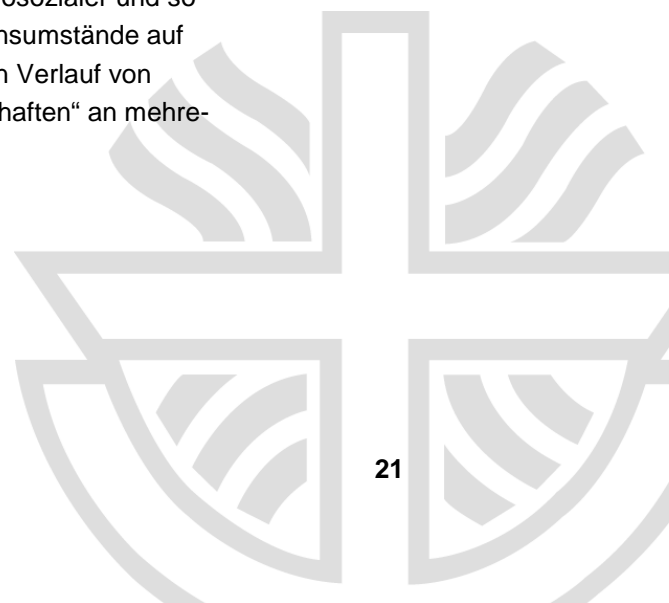 osozialer und so
nsumstände auf
n Verlauf von
haften“ an mehre-
21